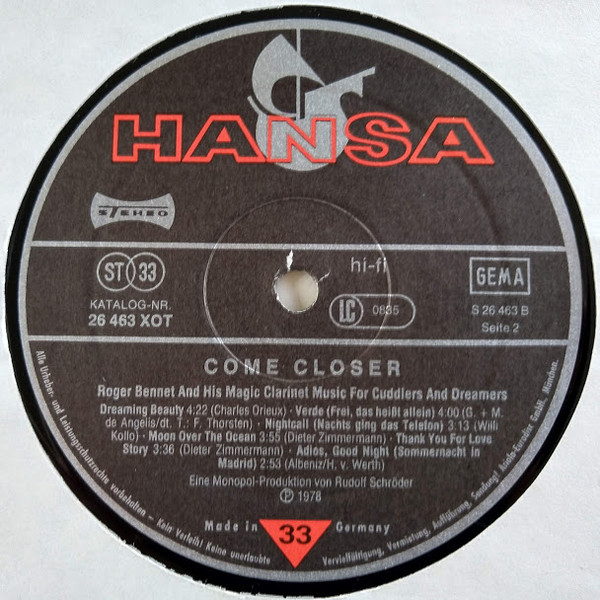 HANSA
STEREO
ST 33
hi-fi
GEMA
KATALOG-NR.
26 463 XOT
LC 0835
S 26 463 B
Seite 2
COME CLOSER
Roger Bennet And His Magic Clarinet Music For Cuddlers And Dreamers
Dreaming Beauty 4:22 (Charles Orieux) · Verde (Frei, das heißt allein) 4:00 (G. + M.
de Angelis/dt. T.: F. Thorsten) · Nightcall (Nachts ging das Telefon) 3:13 (Willi
Kollo) · Moon Over The Ocean 3:55 (Dieter Zimmermann) · Thank You For Love
Story 3:36 (Dieter Zimmermann) · Adios, Good Night (Sommernacht in
Madrid) 2:53 (Albeniz/H. v. Werth)
Eine Monopol-Produktion von Rudolf Schröder
℗ 1978
Made in Germany
33
Alle Urheber- und Leistungsschutzrechte vorbehalten - Kein Verleih! Keine unerlaubte Vervielfältigung, Vermietung, Aufführung, Sendung! Ariola-Eurodisc GmbH, München.